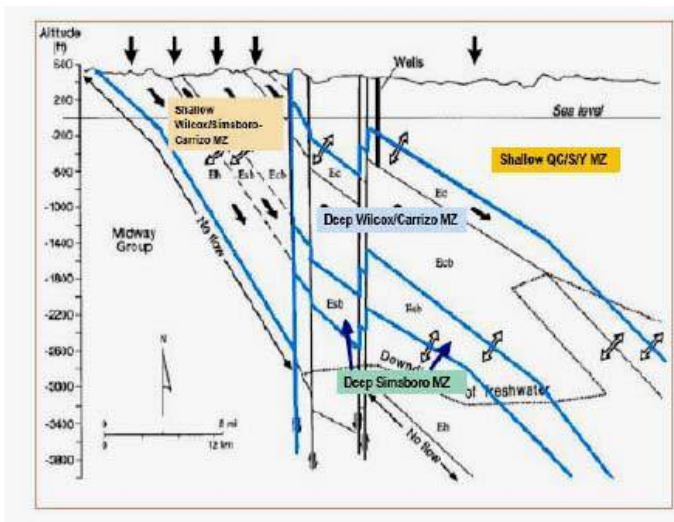 Altitude
(ft)
600
200
-200
-600
-1000
-1400
-1800
-2200
-2600
-3000
-3400
-3800
Wells
Sea level
Shallow
Wilcox/Simsboro-
Carrizo MZ
Shallow QC/S/Y MZ
Eh
Esb
Ecb
Ec
Ec
Deep Wilcox/Carrizo MZ
Midway
Group
No flow
Ecb
Esb
Esb
N
Deep Simsboro MZ
of freshwater
0
8 mi
0
12 km
Eh
No flow